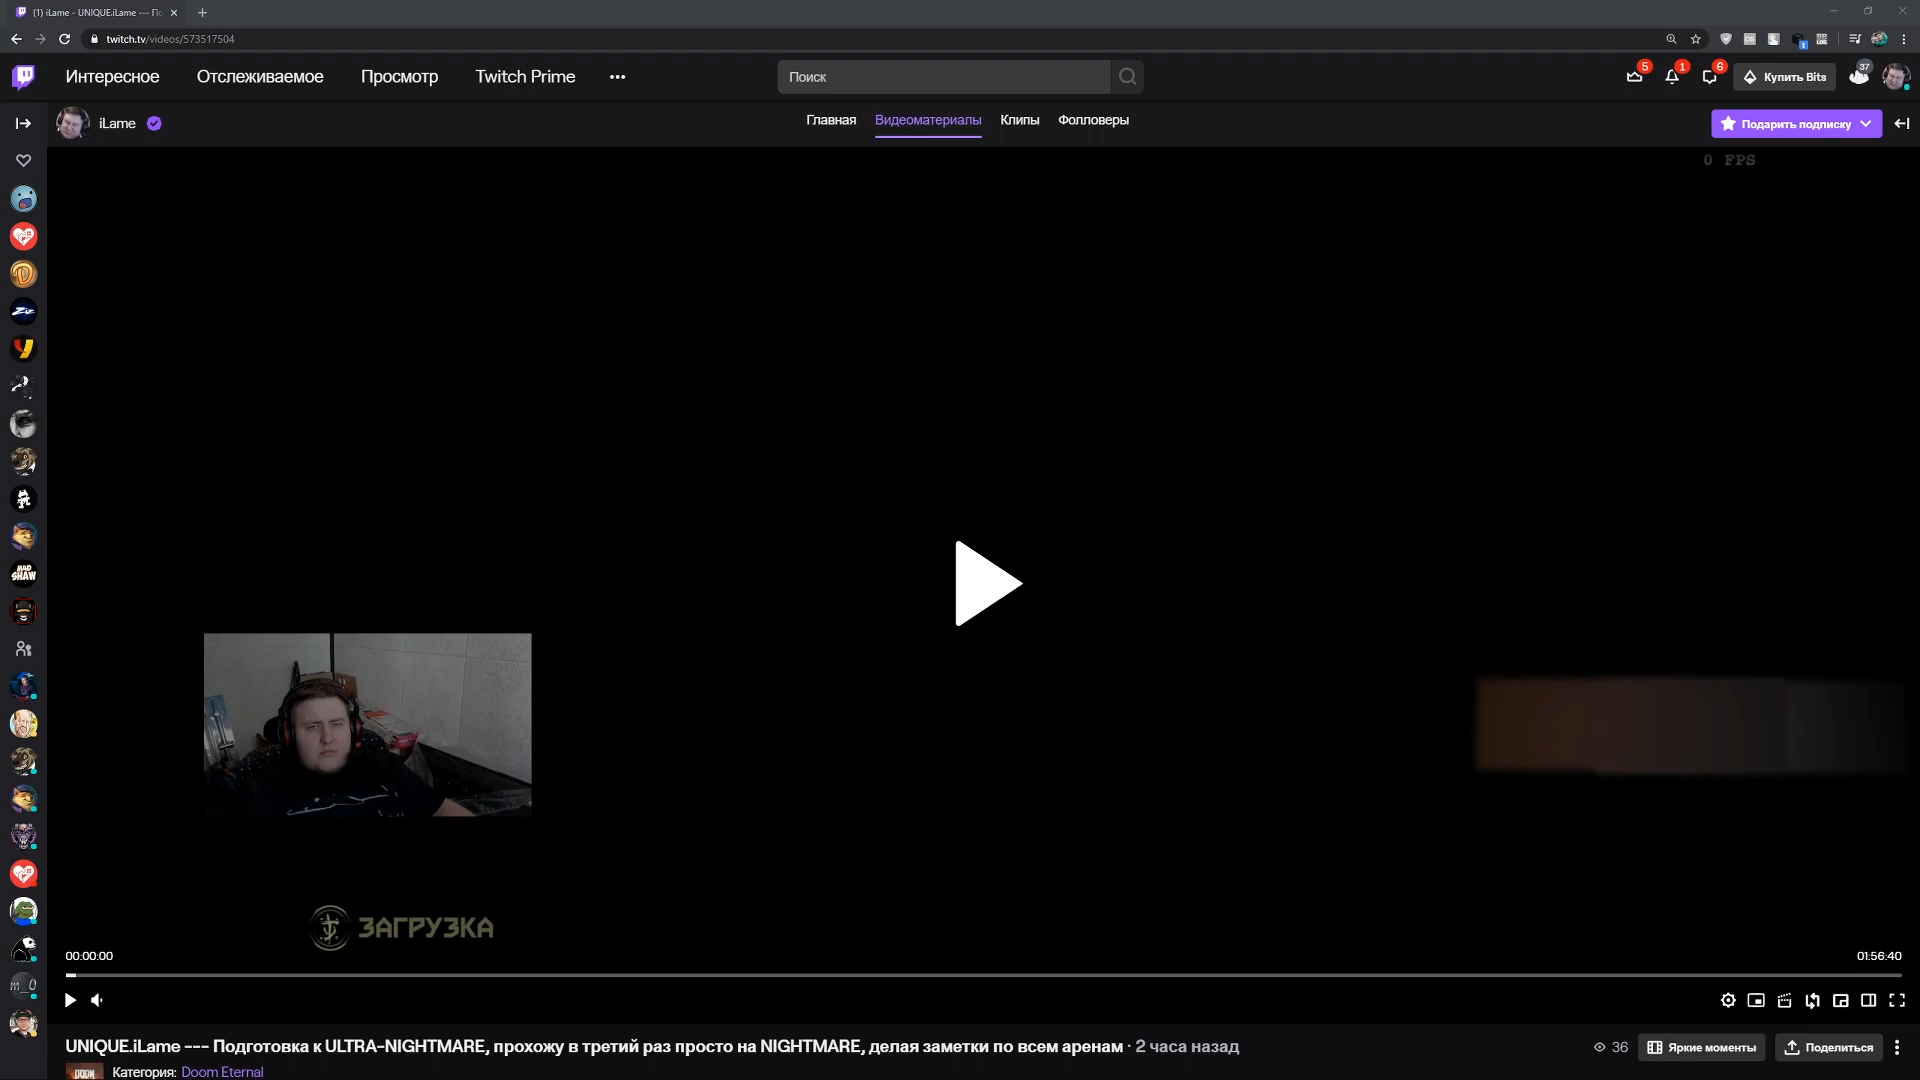 (1) iLame - UNIQUE.iLame --- По
twitch.tv/videos/573517504
Интересное Отслеживаемое Просмотр Twitch Prime
Поиск
5 1 6 Купить Bits 37
iLame
Главная Видеоматериалы Клипы Фолловеры
Подарить подписку
0 FPS
MAD
SHAW
ЗАГРУЗКА
00:00:00 01:56:40
UNIQUE.iLame --- Подготовка к ULTRA-NIGHTMARE, прохожу в третий раз просто на NIGHTMARE, делая заметки по всем аренам · 2 часа назад
36 Яркие моменты Поделиться
DOOM
Категория: Doom Eternal